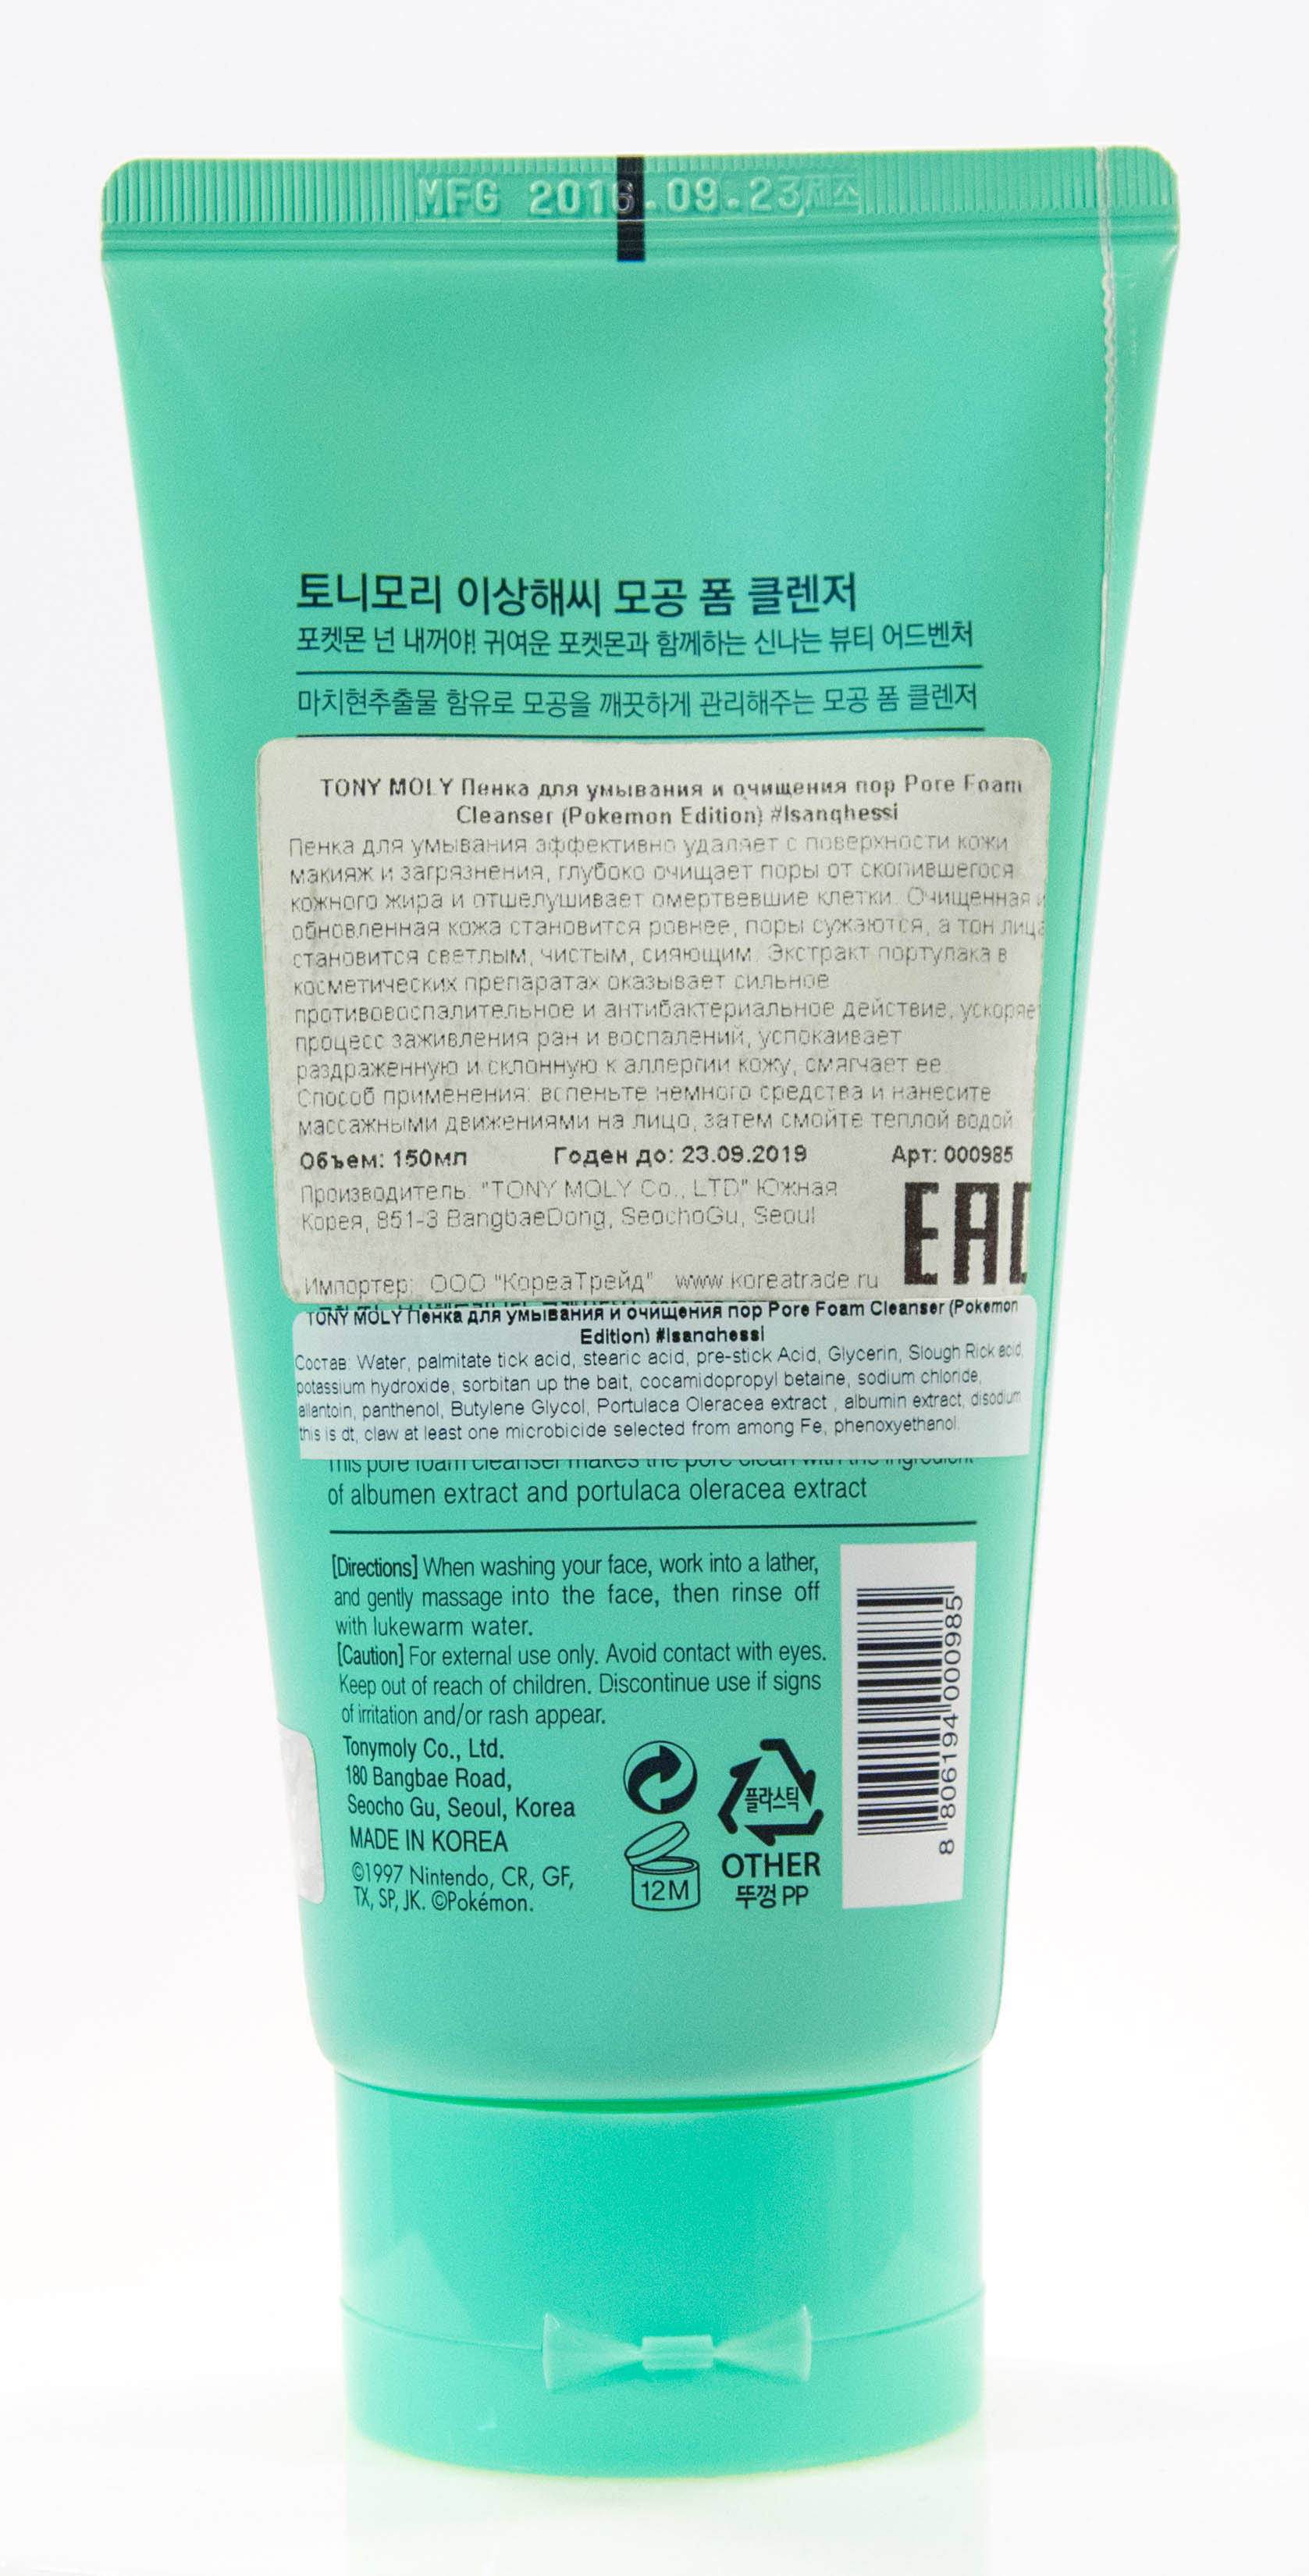 MFG 2016.09.23제조
토니모리 이상해씨 모공 폼 클렌저
포켓몬 넌 내꺼야! 귀여운 포켓몬과 함께하는 신나는 뷰티 어드벤처
마치현추출물 함유로 모공을 깨끗하게 관리해주는 모공 폼 클렌저
TONY MOLY Пенка для умывания и очищения пор Pore Foam
Cleanser (Pokemon Edition) #Isanghessi
Пенка для умывания эффективно удаляет с поверхности кожи
макияж и загрязнения, глубоко очищает поры от скопившегося
кожного жира и отшелушивает омертвевшие клетки. Очищенная и
обновленная кожа становится ровнее, поры сужаются, а тон лица
становится светлым, чистым, сияющим. Экстракт портулака в
косметических препаратах оказывает сильное
противовоспалительное и антибактериальное действие, ускоряе
процесс заживления ран и воспалений, успокаивает
раздраженную и склонную к аллергии кожу, смягчает ее.
Способ применения: вспеньте немного средства и нанесите
массажными движениями на лицо, затем смойте теплой водой
Объем: 150мл Годен до: 23.09.2019 Арт: 000985
Производитель: "TONY MOLY Co., LTD" Южная
Корея, 851-3 BangbaeDong, SeochoGu, Seoul
EAC
Импортер: ООО "КореаТрейд" www.koreatrade.ru
TONY MOLY Пенка для умывания и очищения пор Pore Foam Cleanser (Pokemon
Edition) #Isanghessi
Состав: Water, palmitate tick acid, stearic acid, pre-stick Acid, Glycerin, Slough Rick acid,
potassium hydroxide, sorbitan up the bait, cocamidopropyl betaine, sodium chloride,
allantoin, panthenol, Butylene Glycol, Portulaca Oleracea extract , albumin extract, disodium
this is dt, claw at least one microbicide selected from among Fe, phenoxyethanol.
This pore foam cleanser makes the pore clean with the ingredient
of albumen extract and portulaca oleracea extract
[Directions] When washing your face, work into a lather,
and gently massage into the face, then rinse off
with lukewarm water.
[Caution] For external use only. Avoid contact with eyes.
Keep out of reach of children. Discontinue use if signs
of irritation and/or rash appear.
Tonymoly Co., Ltd.
180 Bangbae Road,
Seocho Gu, Seoul, Korea
MADE IN KOREA
©1997 Nintendo, CR, GF,
TX, SP, JK. ©Pokémon.
12M
플라스틱
OTHER
뚜껑 PP
8 806194 000985